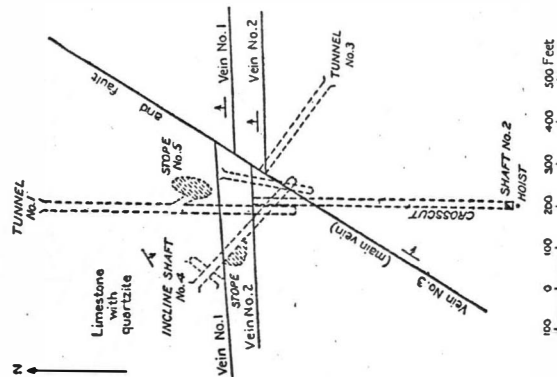 N
TUNNEL
No.1
Limestone
with
quartzite
INCLINE SHAFT
No.4
STOPE
No.5
STOPE
Vein No.1
Vein No.2
and fault
Vein No.1
Vein No.2
TUNNEL
No.3
Vein No.3
(main vein)
CROSSCUT
SHAFT No.2
HOIST
100 0 100 200 300 400 500 Feet